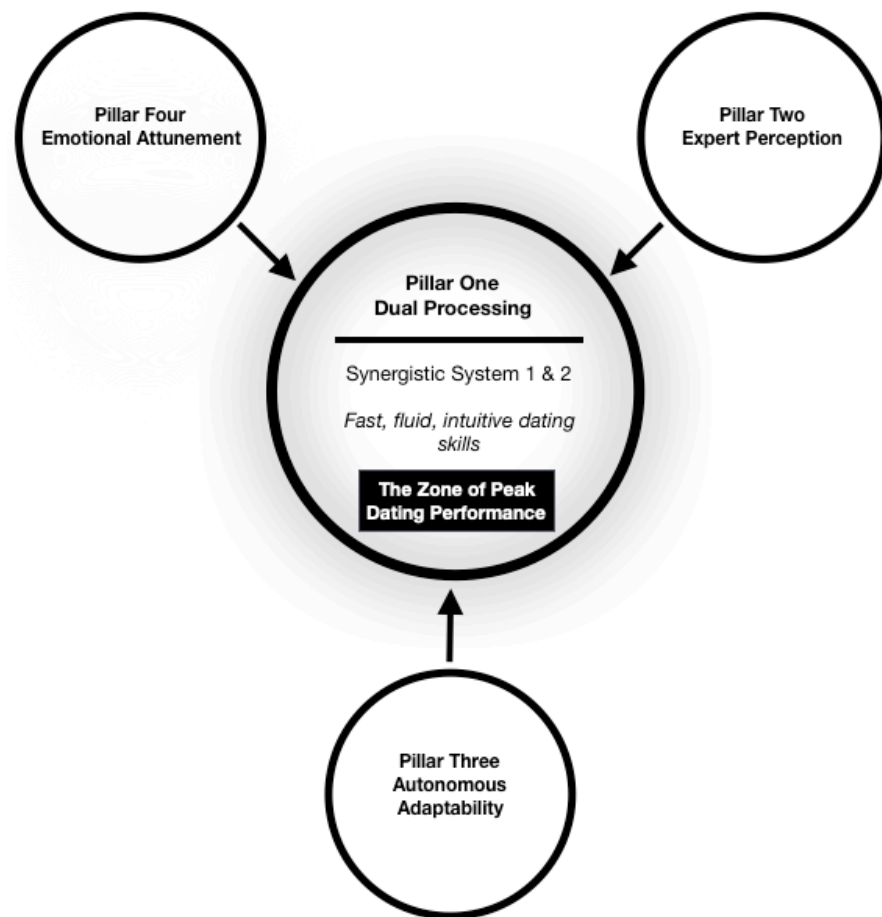 Pillar Four
Emotional Attunement
Pillar Two
Expert Perception
Pillar One
Dual Processing
Synergistic System 1 & 2
Fast, fluid, intuitive dating
skills
The Zone of Peak
Dating Performance
Pillar Three
Autonomous
Adaptability